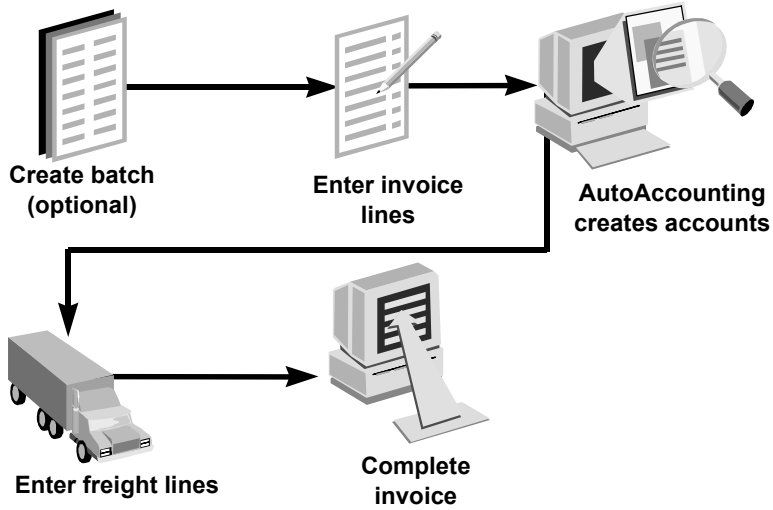 Create batch
(optional)
Enter invoice
lines
AutoAccounting
creates accounts
Enter freight lines
Complete
invoice